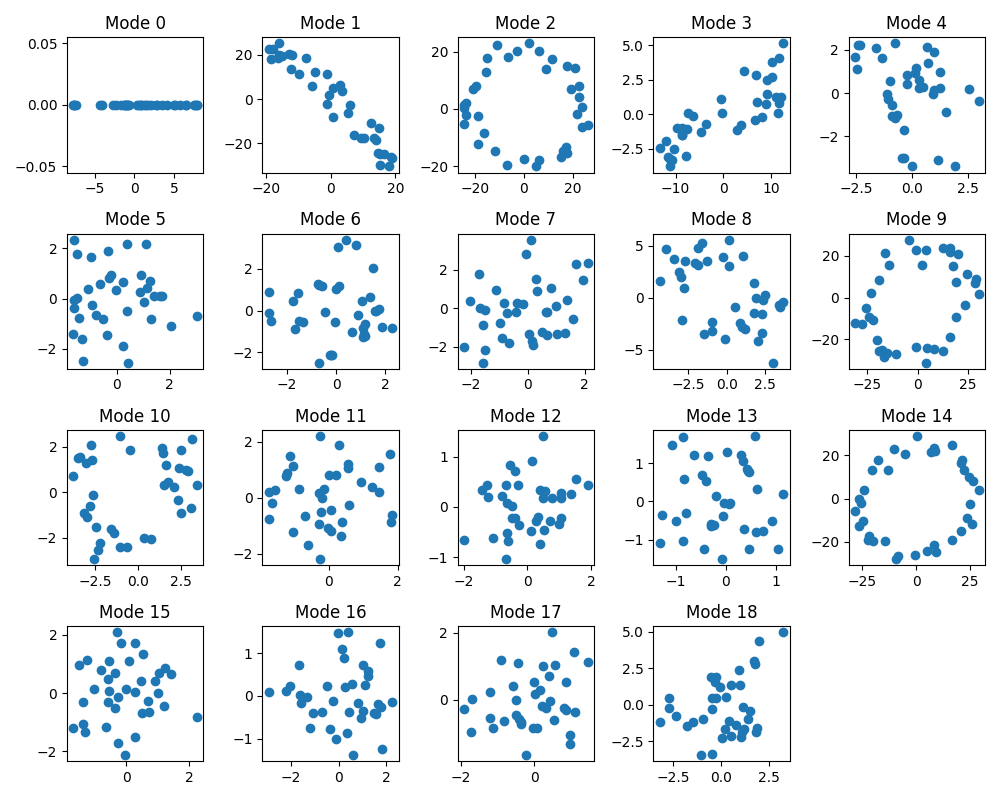 Mode 0 Mode 1 Mode 2 Mode 3 Mode 4
0.05 0.00 −0.05 −5 0 5
20 0 −20 −20 −10 0 10 20
20 0 −20 −20 0 20
5.0 2.5 0.0 −2.5 −10 0 10
2 0 −2 −2.5 0.0 2.5
Mode 5 Mode 6 Mode 7 Mode 8 Mode 9
2 0 −2 0 2
2 0 −2 −2 0 2
2 0 −2 −2 −1 0 1 2
5 0 −5 −2.5 0.0 2.5
20 0 −20 −25 0 25
Mode 10 Mode 11 Mode 12 Mode 13 Mode 14
2 0 −2 −2.5 0.0 2.5
2 0 −2 0 2
1 0 −1 −2 −1 0 1 2
1 0 −1 −1 0 1
20 0 −20 −25 0 25
Mode 15 Mode 16 Mode 17 Mode 18
2 0 −2 0 2
1 0 −1 −2 0 2
2 0 −2 0
5.0 2.5 0.0 −2.5 −2.5 0.0 2.5